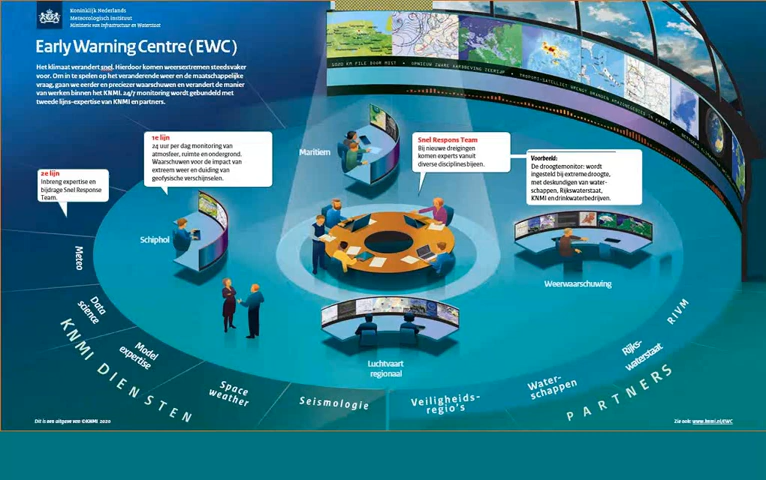 Koninklijk Nederlands
Meteorologisch Instituut
Ministerie van Infrastructuur en Waterstaat
Early Warning Centre (EWC)
Het klimaat verandert snel. Hierdoor komen weersextremen steeds vaker
voor. Om in te spelen op het veranderende weer en de maatschappelijke
vraag, gaan we eerder en preciezer waarschuwen en verandert de manier
van werken binnen het KNMI. 24/7 monitoring wordt gebundeld met
tweede lijns-expertise van KNMI en partners.
1e lijn
24 uur per dag monitoring van
atmosfeer, ruimte en ondergrond.
Waarschuwen voor de impact van
extreem weer en duiding van
geofysische verschijnselen.
2e lijn
Inbreng expertise en
bijdrage Snel Response
Team.
Maritiem
Snel Respons Team
Bij nieuwe dreigingen
komen experts vanuit
diverse disciplines bijeen.
Voorbeeld:
De droogtemonitor: wordt
ingesteld bij extreme droogte,
met deskundigen van water-
schappen, Rijkswaterstaat,
KNMI en drinkwaterbedrijven.
Schiphol
Weerwaarschuwing
Luchtvaart
regionaal
Meteo
Data
science
Model
expertise
Space
weather
Seismologie
Veiligheids-
regio's
Water-
schappen
Rijks-
waterstaat
RIVM
KNMI DIENSTEN
PARTNERS
Dit is een uitgave van ©KNMI 2020
Zie ook: www.knmi.nl/EWC